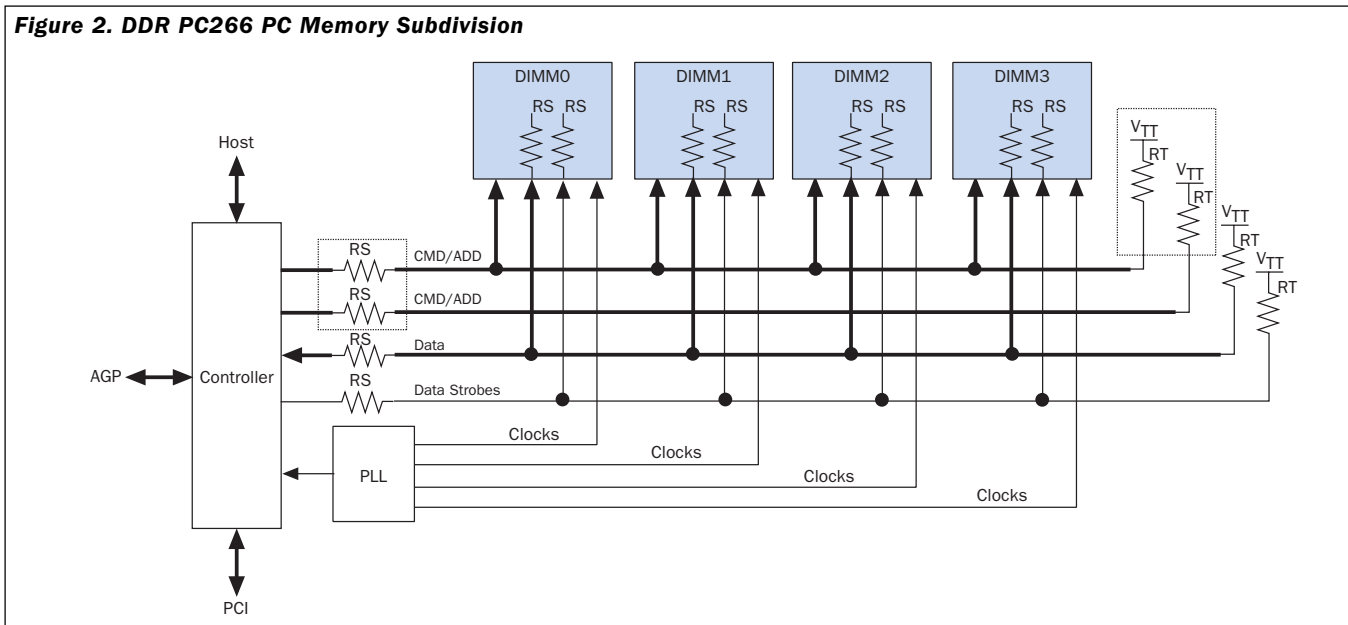 Figure 2. DDR PC266 PC Memory Subdivision
DIMM0
DIMM1
DIMM2
DIMM3
RS RS
RS RS
RS RS
RS RS
VTT
RT
VTT
RT
VTT
RT
VTT
RT
Host
RS
CMD/ADD
RS
CMD/ADD
RS
Data
RS
Data Strobes
AGP
Controller
PLL
Clocks
Clocks
Clocks
Clocks
PCI